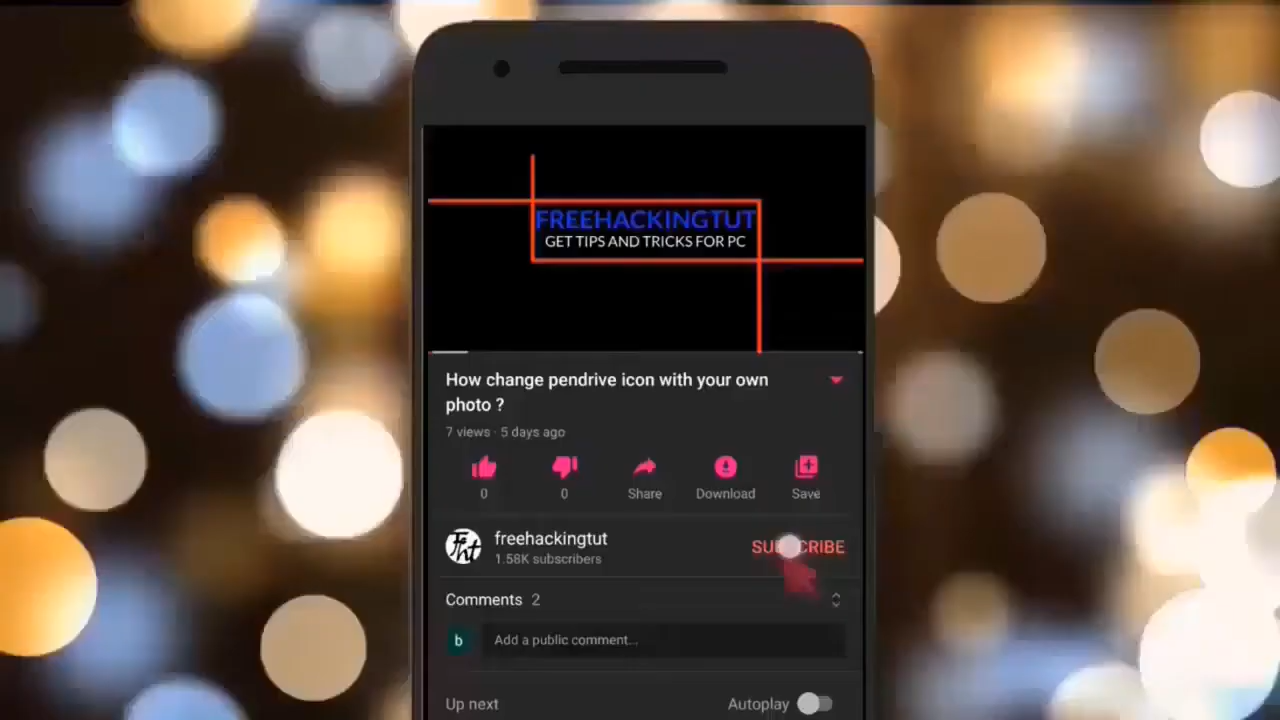 FREEHACKINGTUT
GET TIPS AND TRICKS FOR PC
How change pendrive icon with your own
photo ?
7 views · 5 days ago
0
0
Share
Download
Save
freehackingtut
SUBSCRIBE
1.58K subscribers
Comments 2
b
Add a public comment...
Up next
Autoplay